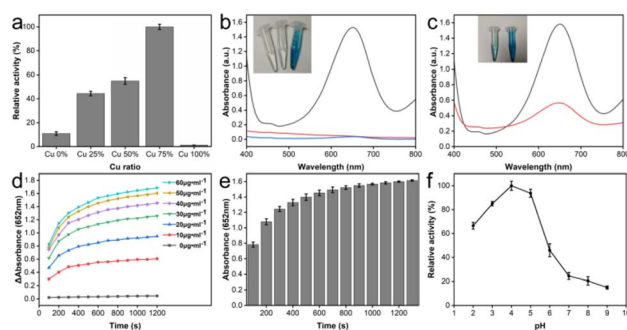 a
Relative activity (%)
100
80
60
40
20
0
Cu 0% Cu 25% Cu 50% Cu 75% Cu 100%
Cu ratio
b
Absorbance (a.u.)
1.6
1.4
1.2
1.0
0.8
0.6
0.4
0.2
0.0
400 500 600 700 800
Wavelength (nm)
c
Absorbance (a.u.)
1.6
1.4
1.2
1.0
0.8
0.6
0.4
0.2
0.0
400 500 600 700 800
Wavelength (nm)
d
ΔAbsorbance (652nm)
1.6
1.2
0.8
0.4
0.0
60μg·ml⁻¹
50μg·ml⁻¹
40μg·ml⁻¹
30μg·ml⁻¹
20μg·ml⁻¹
10μg·ml⁻¹
0μg·ml⁻¹
0 200 400 600 800 1000 1200
Time (s)
e
Absorbance (652nm)
1.6
1.2
0.8
0.4
0.0
200 400 600 800 1000 1200
Time (s)
f
Relative activity (%)
100
80
60
40
20
0
1 2 3 4 5 6 7 8 9 10
pH